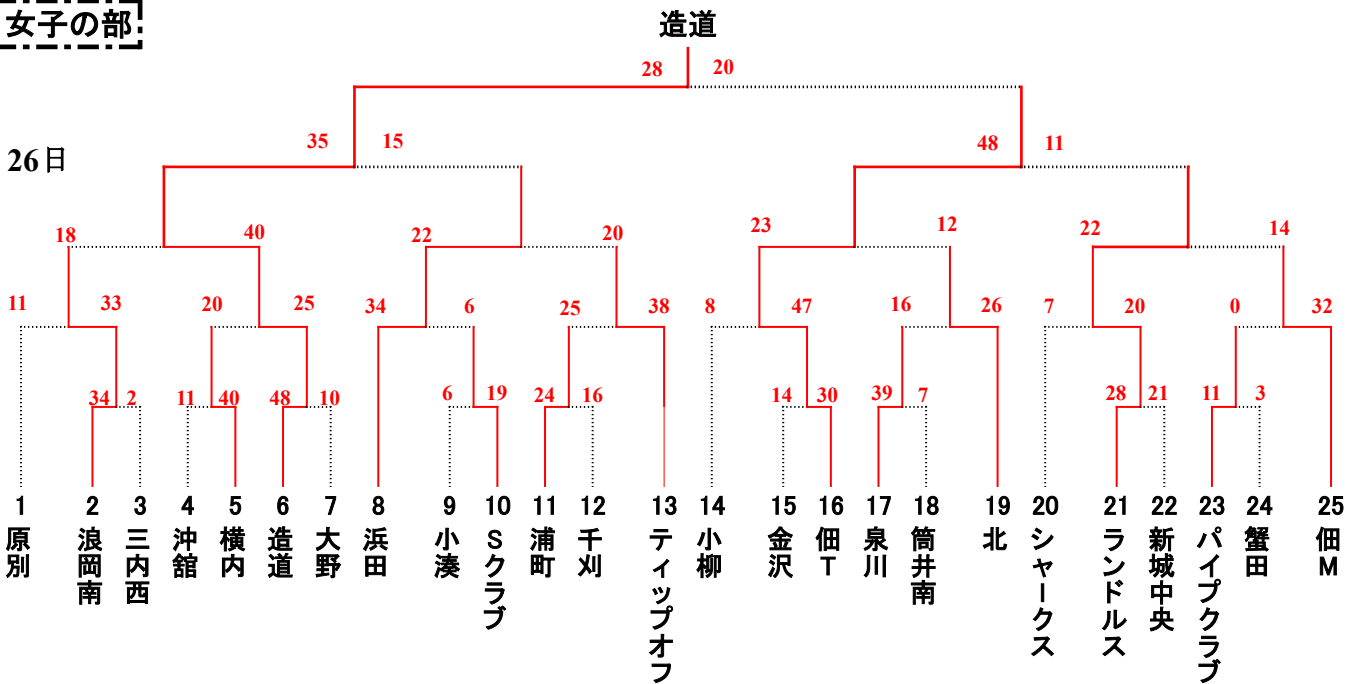 女子の部
造道
28 20
26日
35 15 48 11
18 40 22 20 23 12 22 14
11 33 20 25 34 6 25 38 8 47 16 26 7 20 0 32
34 2 11 40 48 10 6 19 24 16 14 30 39 7 28 21 11 3
1 2 3 4 5 6 7 8 9 10 11 12 13 14 15 16 17 18 19 20 21 22 23 24 25
原別
浪岡南
三内西
沖舘
横内
造道
大野
浜田
小湊
Sクラブ
浦町
千刈
ティップオフ
小柳
金沢
佃T
泉川
筒井南
北
シャークス
ランドルス
新城中央
パイプクラブ
蟹田
佃M